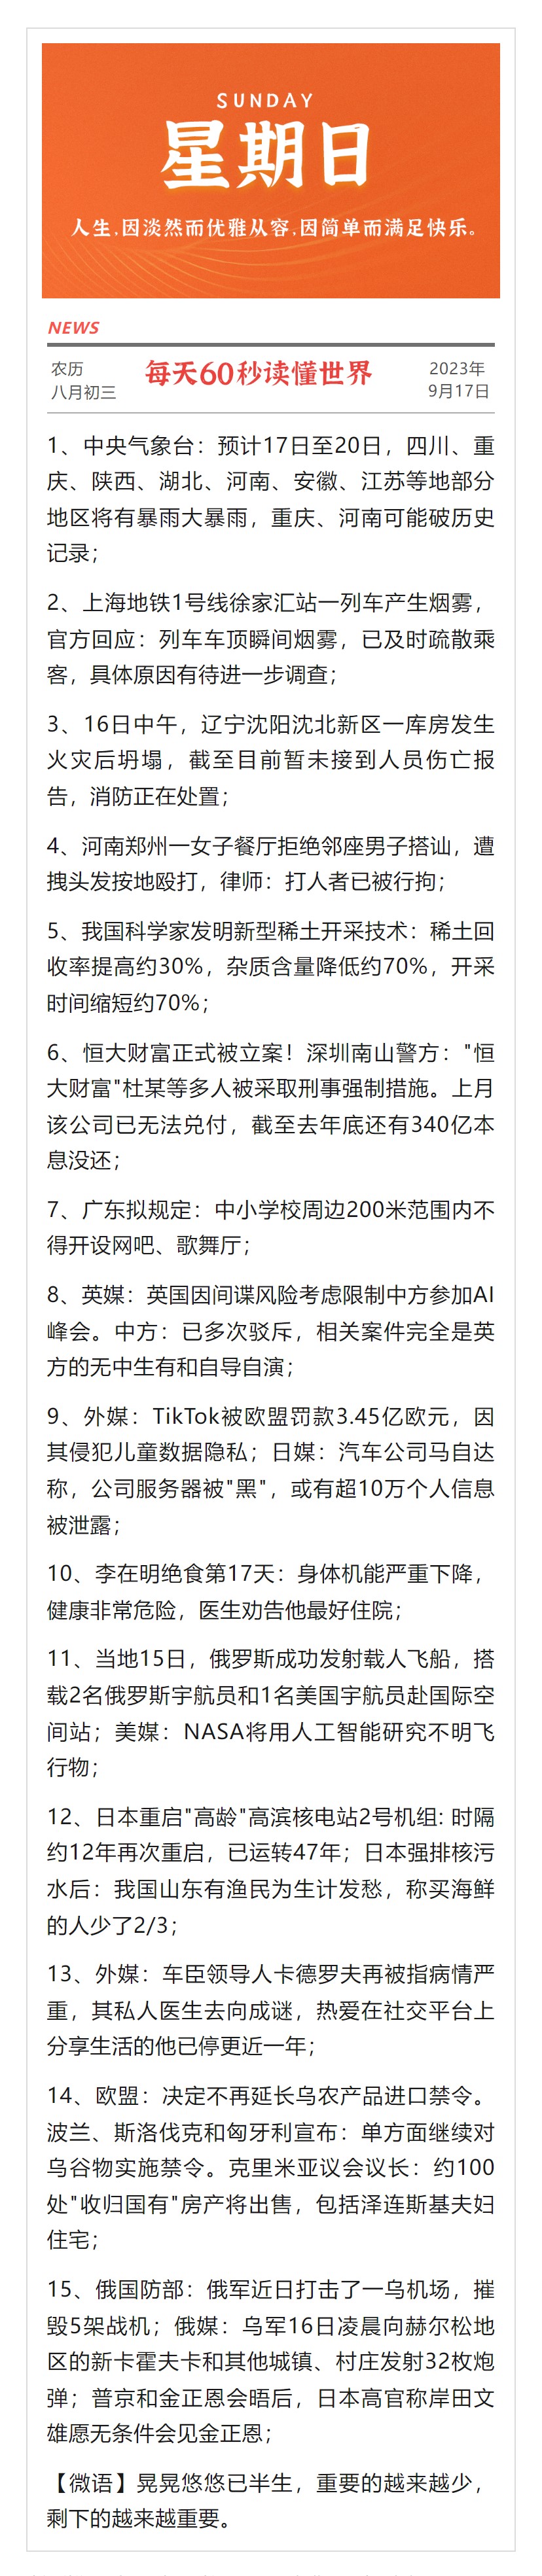 SUNDAY
星期日
人生,因淡然而优雅从容,因简单而满足快乐。
NEWS
农历
八月初三
每天60秒读懂世界
2023年
9月17日
1、中央气象台：预计17日至20日，四川、重
庆、陕西、湖北、河南、安徽、江苏等地部分
地区将有暴雨大暴雨，重庆、河南可能破历史
记录；
2、上海地铁1号线徐家汇站一列车产生烟雾，
官方回应：列车车顶瞬间烟雾，已及时疏散乘
客，具体原因有待进一步调查；
3、16日中午，辽宁沈阳沈北新区一库房发生
火灾后坍塌，截至目前暂未接到人员伤亡报
告，消防正在处置；
4、河南郑州一女子餐厅拒绝邻座男子搭讪，遭
拽头发按地殴打，律师：打人者已被行拘；
5、我国科学家发明新型稀土开采技术：稀土回
收率提高约30%，杂质含量降低约70%，开采
时间缩短约70%；
6、恒大财富正式被立案！深圳南山警方："恒
大财富"杜某等多人被采取刑事强制措施。上月
该公司已无法兑付，截至去年底还有340亿本
息没还；
7、广东拟规定：中小学校周边200米范围内不
得开设网吧、歌舞厅；
8、英媒：英国因间谍风险考虑限制中方参加AI
峰会。中方：已多次驳斥，相关案件完全是英
方的无中生有和自导自演；
9、外媒：TikTok被欧盟罚款3.45亿欧元，因
其侵犯儿童数据隐私；日媒：汽车公司马自达
称，公司服务器被"黑"，或有超10万个人信息
被泄露；
10、李在明绝食第17天：身体机能严重下降，
健康非常危险，医生劝告他最好住院；
11、当地15日，俄罗斯成功发射载人飞船，搭
载2名俄罗斯宇航员和1名美国宇航员赴国际空
间站；美媒：NASA将用人工智能研究不明飞
行物；
12、日本重启"高龄"高滨核电站2号机组: 时隔
约12年再次重启，已运转47年；日本强排核污
水后：我国山东有渔民为生计发愁，称买海鲜
的人少了2/3；
13、外媒：车臣领导人卡德罗夫再被指病情严
重，其私人医生去向成谜，热爱在社交平台上
分享生活的他已停更近一年；
14、欧盟：决定不再延长乌农产品进口禁令。
波兰、斯洛伐克和匈牙利宣布：单方面继续对
乌谷物实施禁令。克里米亚议会议长：约100
处"收归国有"房产将出售，包括泽连斯基夫妇
住宅；
15、俄国防部：俄军近日打击了一乌机场，摧
毁5架战机；俄媒：乌军16日凌晨向赫尔松地
区的新卡霍夫卡和其他城镇、村庄发射32枚炮
弹；普京和金正恩会晤后，日本高官称岸田文
雄愿无条件会见金正恩；
【微语】晃晃悠悠已半生，重要的越来越少，
剩下的越来越重要。